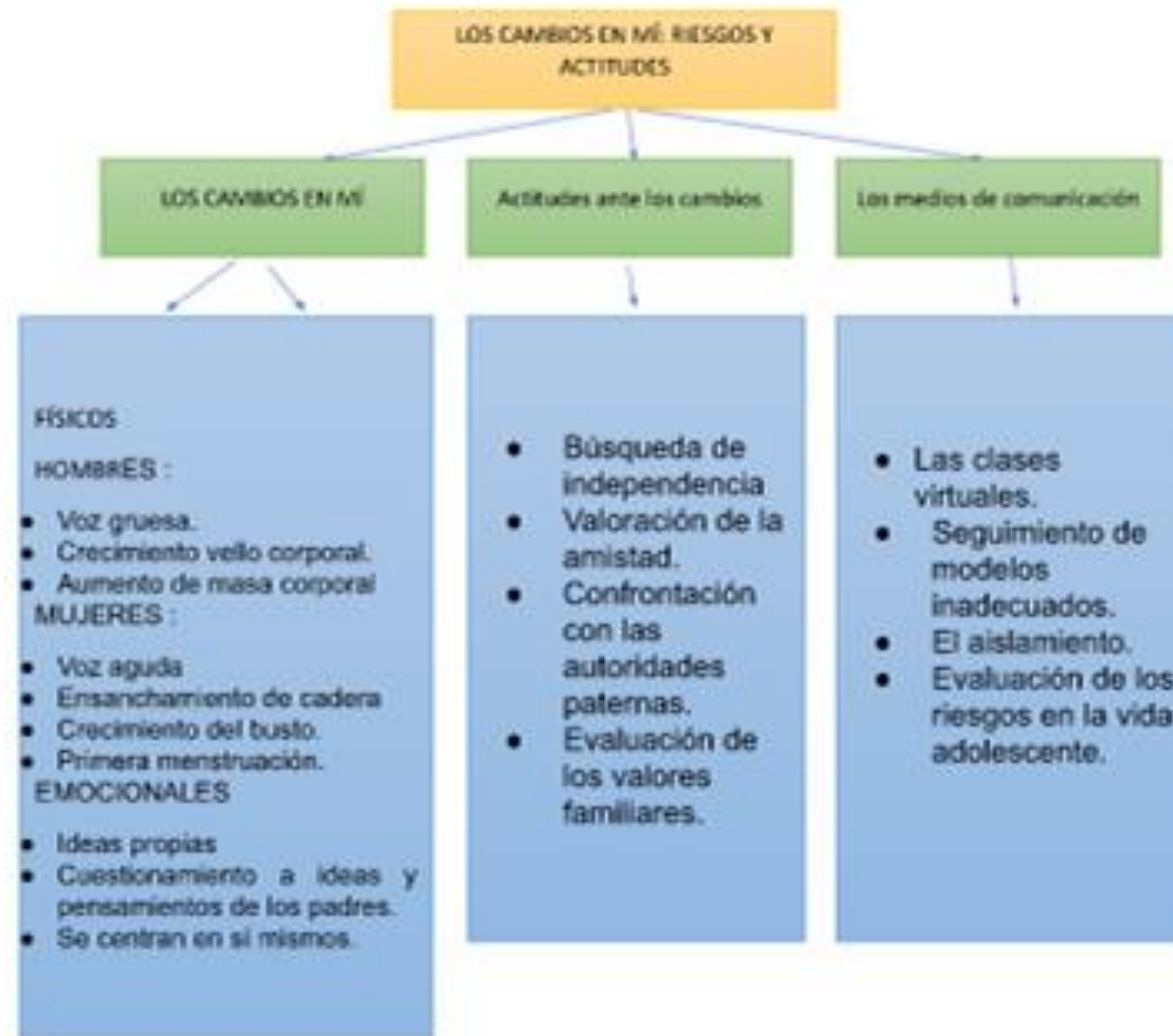 LOS CAMBIOS EN MÍ: RIESGOS Y
ACTITUDES
LOS CAMBIOS EN MÍ
Actitudes ante los cambios
Los medios de comunicación
FÍSICOS
HOMBRES :
● Voz gruesa.
● Crecimiento vello corporal.
● Aumento de masa corporal
MUJERES :
● Voz aguda
● Ensanchamiento de cadera
● Crecimiento del busto.
● Primera menstruación.
EMOCIONALES
● Ideas propias
● Cuestionamiento a ideas y
pensamientos de los padres.
● Se centran en sí mismos.
● Búsqueda de
independencia
● Valoración de la
amistad.
● Confrontación
con las
autoridades
paternas.
● Evaluación de
los valores
familiares.
● Las clases
virtuales.
● Seguimiento de
modelos
inadecuados.
● El aislamiento.
● Evaluación de los
riesgos en la vida
adolescente.